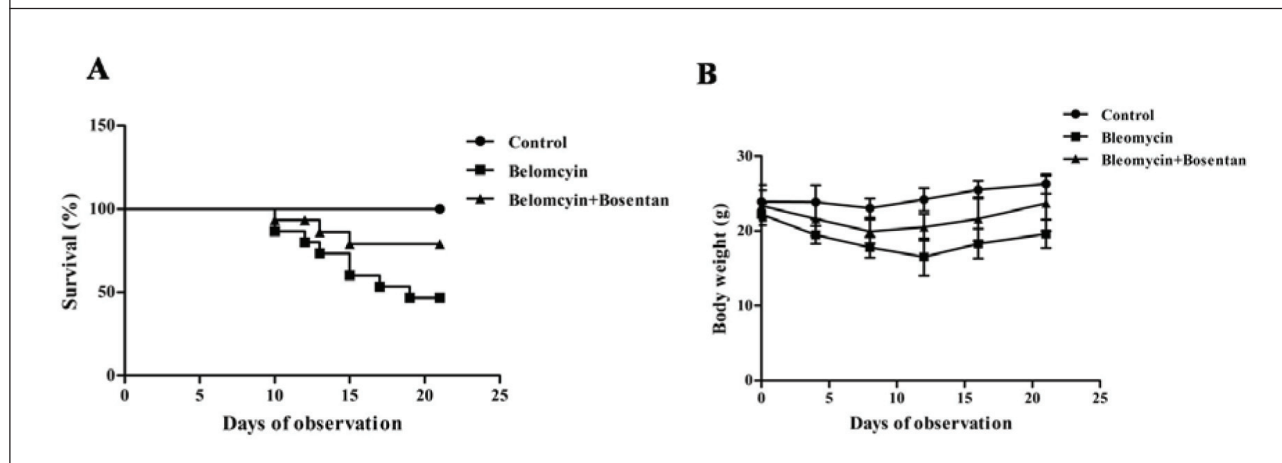 A
150
100
50
0
0 5 10 15 20 25
Survival (%)
Days of observation
Control
Belomcyin
Belomcyin+Bosentan
B
30
20
10
0
0 5 10 15 20 25
Body weight (g)
Days of observation
Control
Bleomycin
Bleomycin+Bosentan